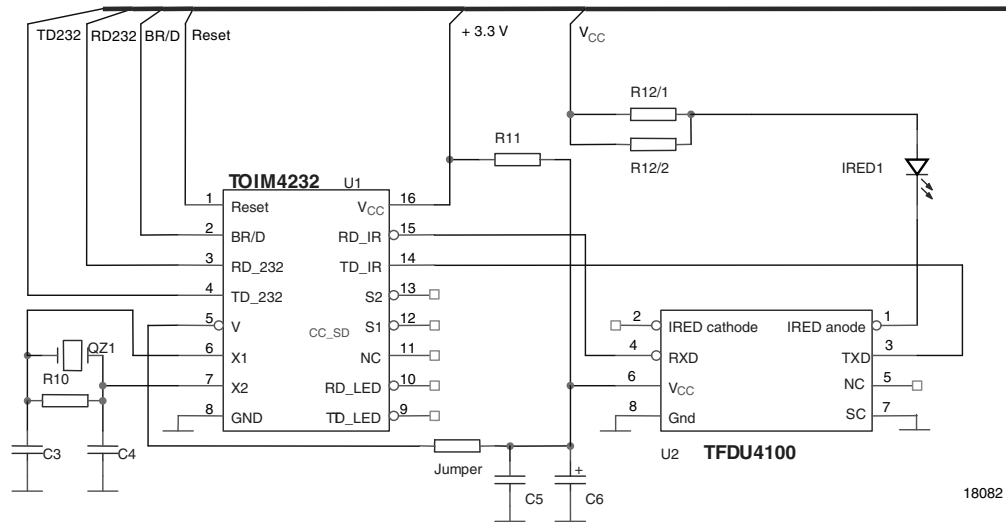 TD232 RD232 BR/D Reset + 3.3 V VCC
R12/1
R11
R12/2
IRED1
TOIM4232 U1
1 Reset VCC 16
2 BR/D RD_IR 15
3 RD_232 TD_IR 14
4 TD_232 S2 13
5 V CC_SD S1 12
6 X1 NC 11
7 X2 RD_LED 10
8 GND TD_LED 9
QZ1
R10
C3 C4
2 IRED cathode IRED anode 1
4 RXD TXD 3
6 VCC NC 5
8 Gnd SC 7
U2 TFDU4100
Jumper
C5 + C6
18082